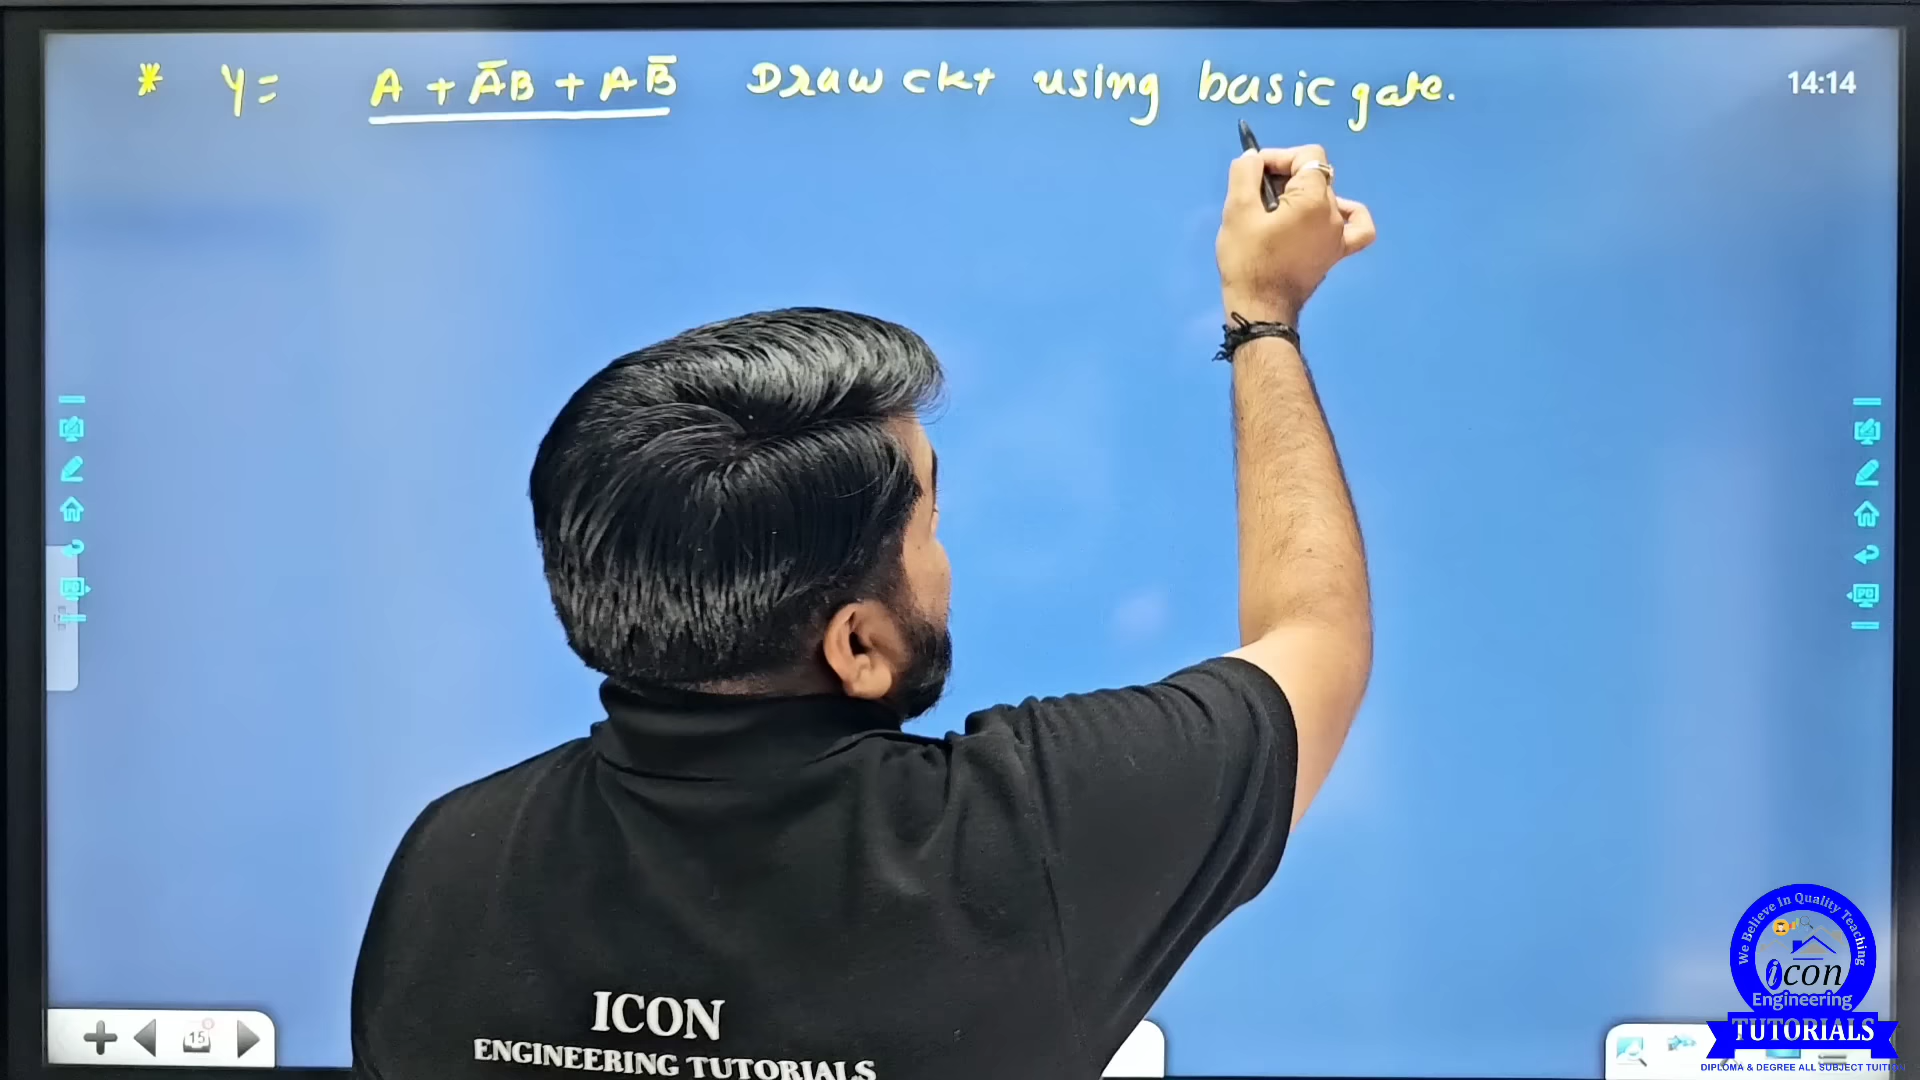 * Y = A + A̅B + AB̅ Draw ckt using basic gate.
14:14
15
ICON
ENGINEERING TUTORIALS
We Believe In Quality Teaching
icon
Engineering
TUTORIALS
DIPLOMA & DEGREE ALL SUBJECT TUITION